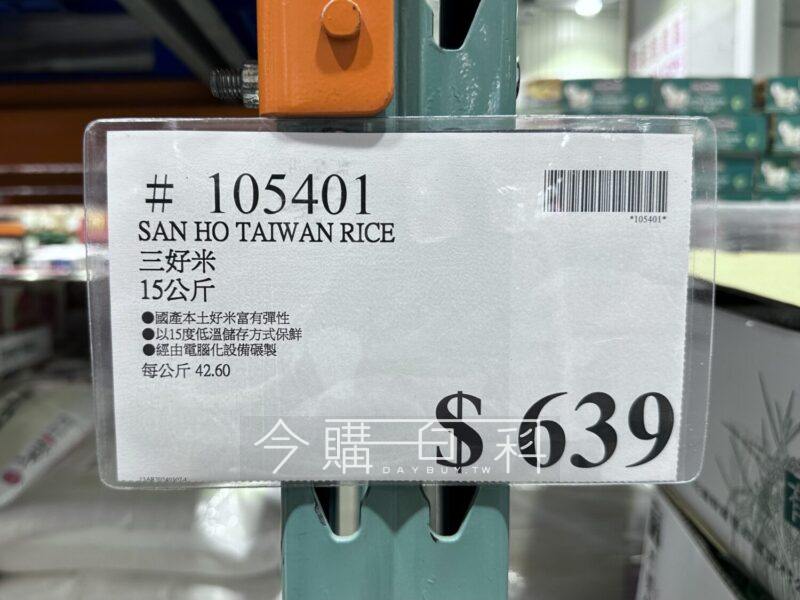 # 105401
*105401*
SAN HO TAIWAN RICE
三好米
15公斤
●國產本土好米富有彈性
●以15度低溫儲存方式保鮮
●經由電腦化設備碾製
每公斤 42.60
$ 639
今購百科
DAYBUY.TW